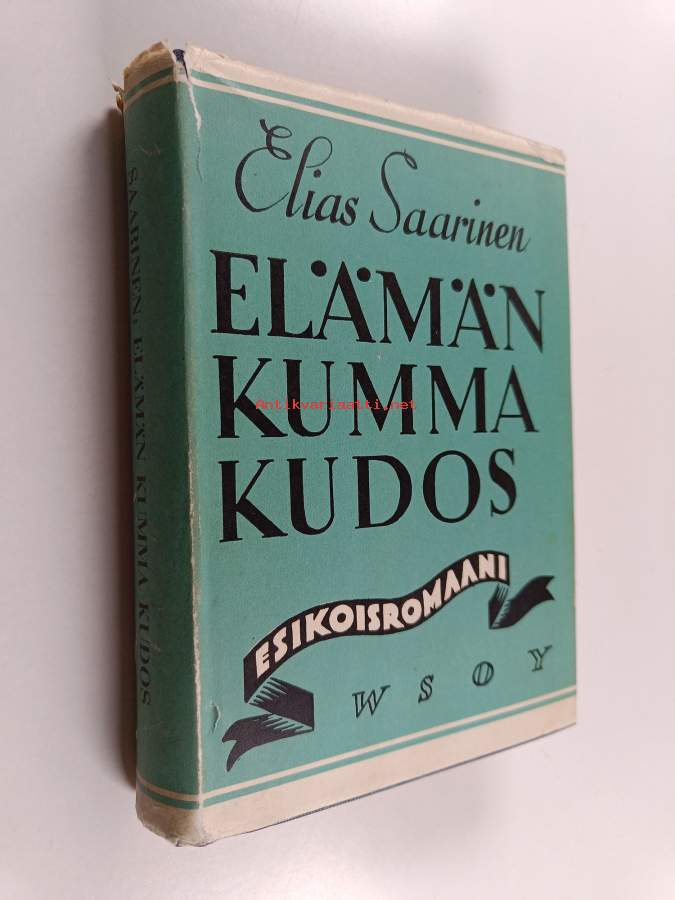 Elias Saarinen
ELÄMÄN
KUMMA
KUDOS
ESIKOISROMAANI
WSOY
SAARINEN, ELÄMÄN KUMMA KUDOS
Antikvariaatti.net